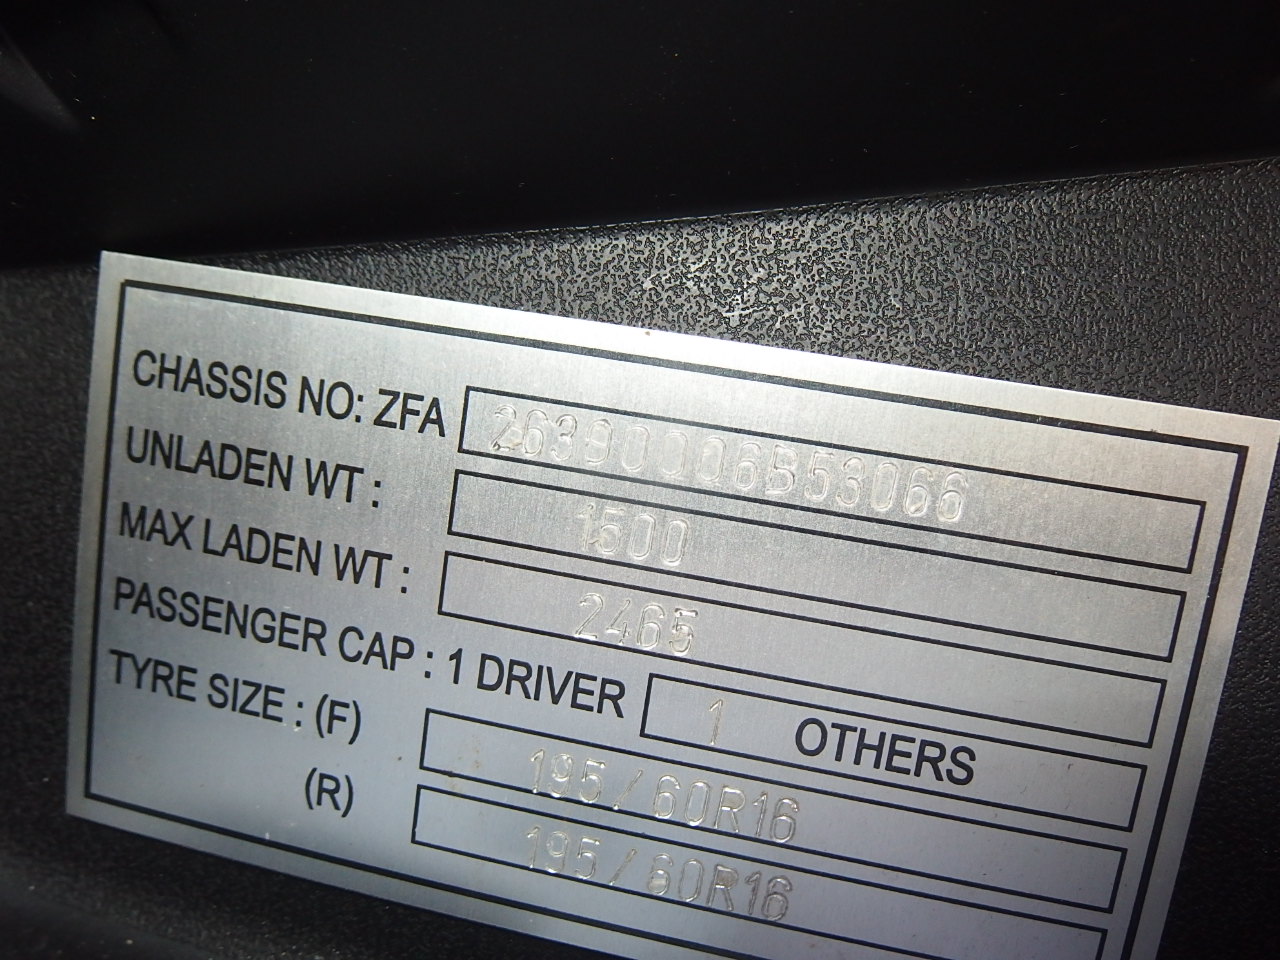 CHASSIS NO: ZFA 26390006B53066
UNLADEN WT : 1500
MAX LADEN WT : 2465
PASSENGER CAP : 1 DRIVER 1 OTHERS
TYRE SIZE : (F) 195/60R16
(R) 195/60R16